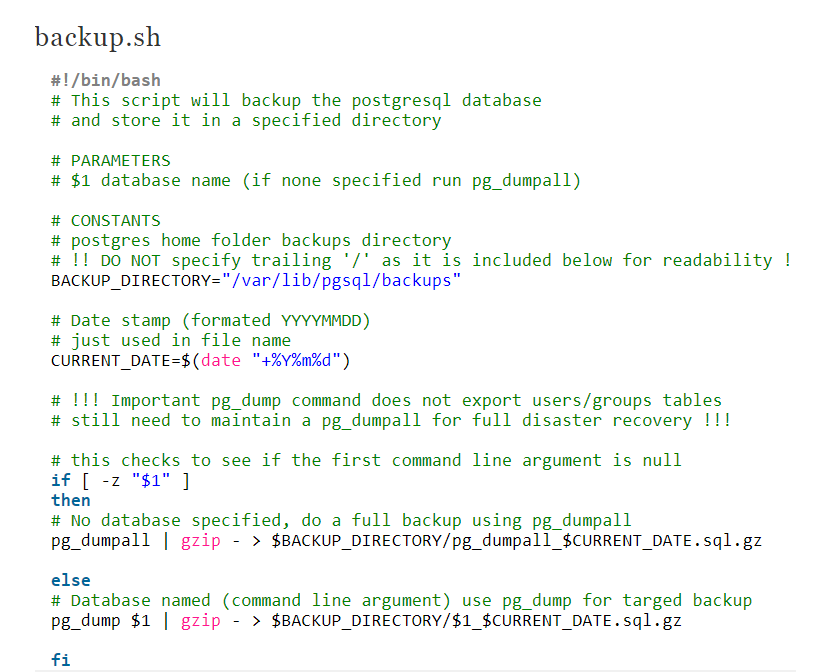 backup.sh
#!/bin/bash
# This script will backup the postgresql database
# and store it in a specified directory
# PARAMETERS
# $1 database name (if none specified run pg_dumpall)
# CONSTANTS
# postgres home folder backups directory
# !! DO NOT specify trailing '/' as it is included below for readability !
BACKUP_DIRECTORY="/var/lib/pgsql/backups"
# Date stamp (formated YYYYMMDD)
# just used in file name
CURRENT_DATE=$(date "+%Y%m%d")
# !!! Important pg_dump command does not export users/groups tables
# still need to maintain a pg_dumpall for full disaster recovery !!!
# this checks to see if the first command line argument is null
if [ -z "$1" ]
then
# No database specified, do a full backup using pg_dumpall
pg_dumpall | gzip - > $BACKUP_DIRECTORY/pg_dumpall_$CURRENT_DATE.sql.gz
else
# Database named (command line argument) use pg_dump for targed backup
pg_dump $1 | gzip - > $BACKUP_DIRECTORY/$1_$CURRENT_DATE.sql.gz
fi